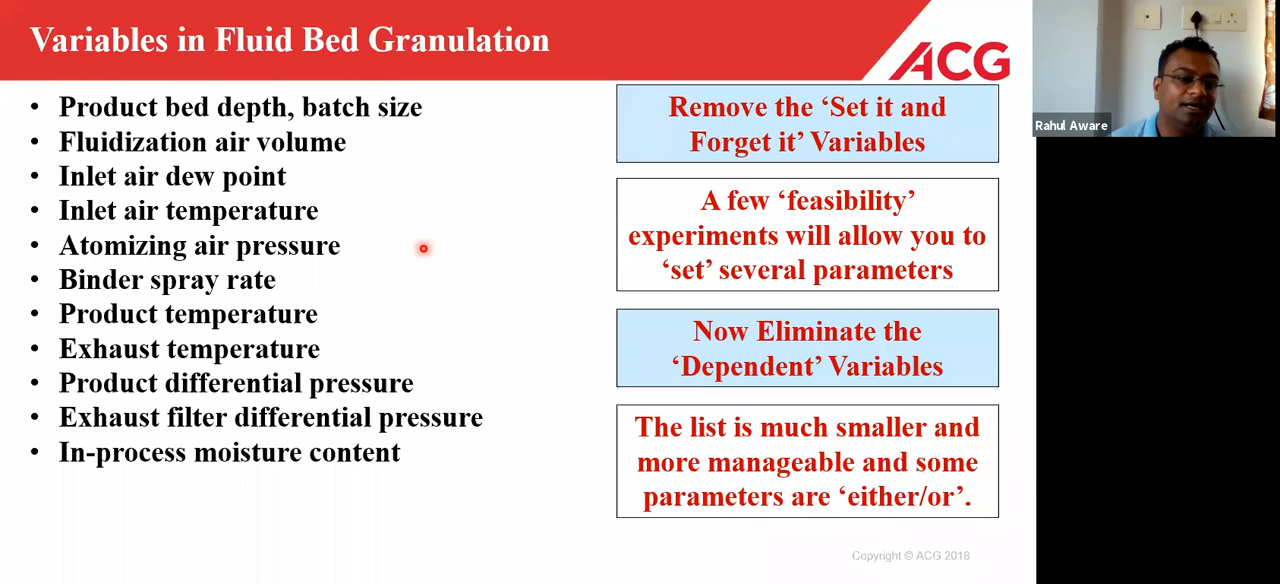 Variables in Fluid Bed Granulation
ACG
• Product bed depth, batch size
• Fluidization air volume
• Inlet air dew point
• Inlet air temperature
• Atomizing air pressure
• Binder spray rate
• Product temperature
• Exhaust temperature
• Product differential pressure
• Exhaust filter differential pressure
• In-process moisture content
Remove the ‘Set it and
Forget it’ Variables
A few ‘feasibility’
experiments will allow you to
‘set’ several parameters
Now Eliminate the
‘Dependent’ Variables
The list is much smaller and
more manageable and some
parameters are ‘either/or’.
Copyright © ACG 2018
Rahul Aware